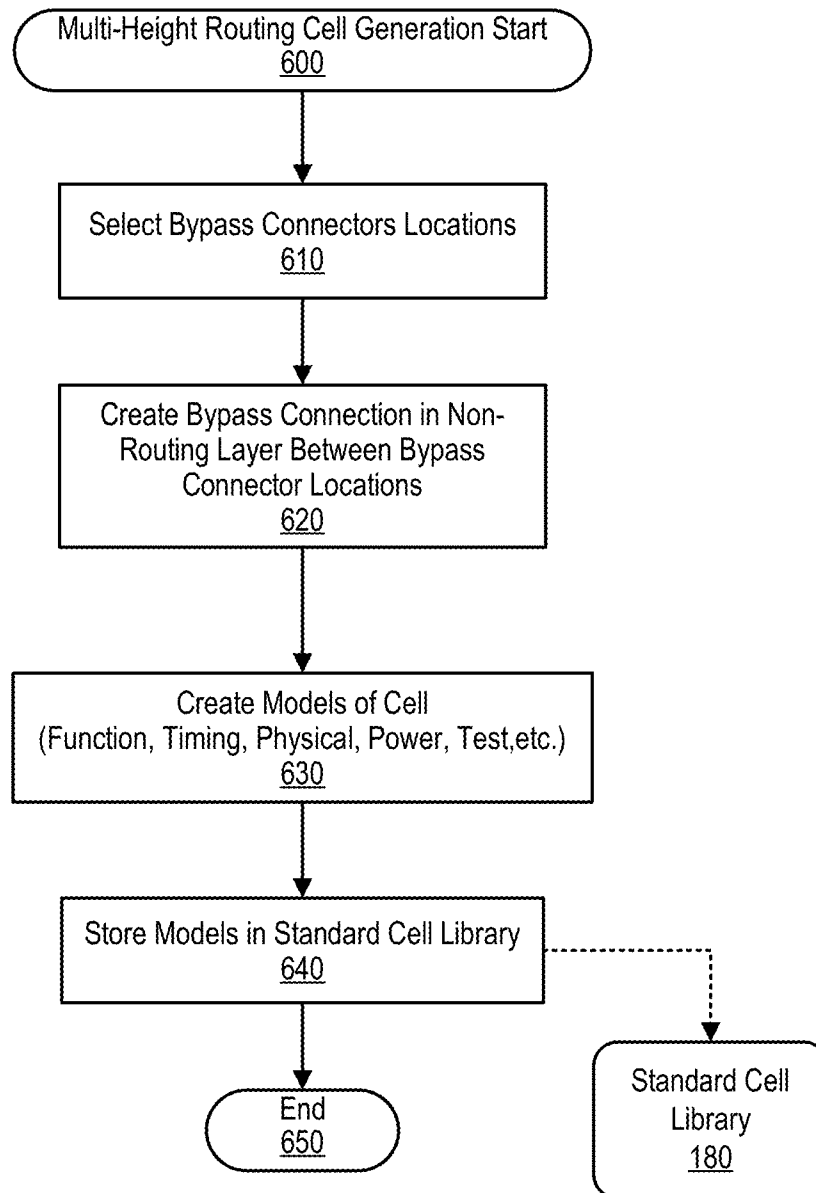 Multi-Height Routing Cell Generation Start
600
Select Bypass Connectors Locations
610
Create Bypass Connection in Non-
Routing Layer Between Bypass
Connector Locations
620
Create Models of Cell
(Function, Timing, Physical, Power, Test,etc.)
630
Store Models in Standard Cell Library
640
End
650
Standard Cell
Library
180